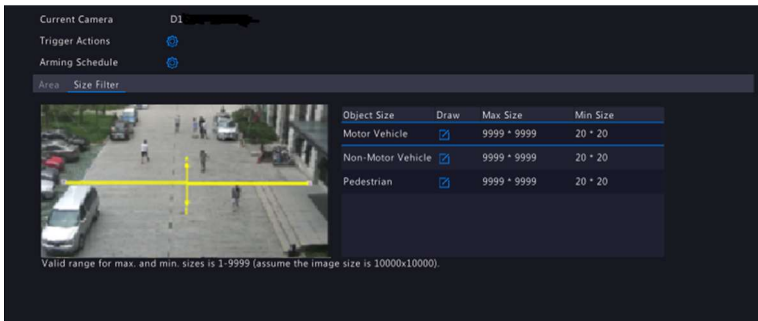 Current Camera D1
Trigger Actions
Arming Schedule
Area Size Filter
Object Size Draw Max Size Min Size
Motor Vehicle 9999 * 9999 20 * 20
Non-Motor Vehicle 9999 * 9999 20 * 20
Pedestrian 9999 * 9999 20 * 20
Valid range for max. and min. sizes is 1-9999 (assume the image size is 10000x10000).